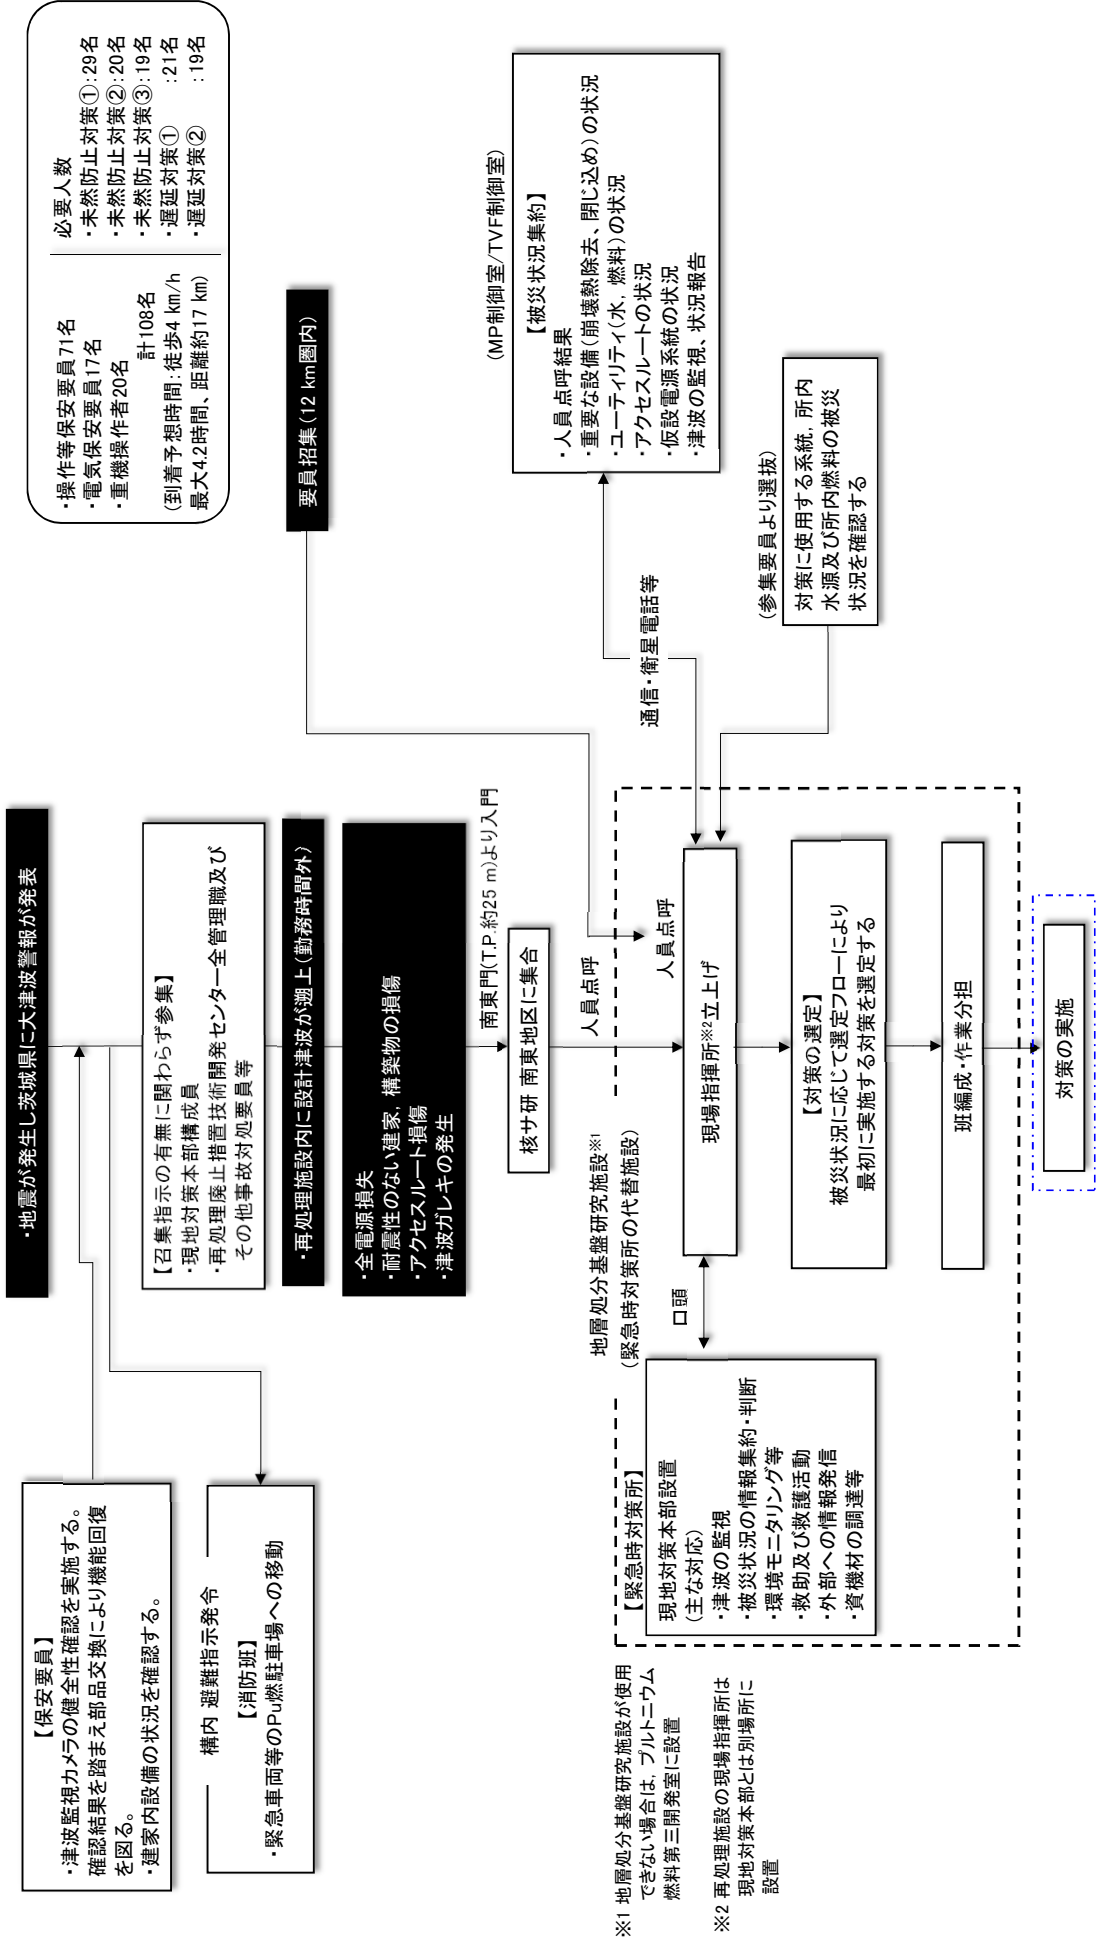 ・地震が発生し茨城県に大津波警報が発表
【保安要員】
・津波監視カメラの健全性確認を実施する。
確認結果を踏まえ部品交換により機能回復
を図る。
・建家内設備の状況を確認する。
構内 避難指示発令
【消防班】
・緊急車両等のPu燃駐車場への移動
【召集指示の有無に関わらず参集】
・現地対策本部構成員
・再処理廃止措置技術開発センター全管理職及び
その他事故対処要員等
・再処理施設内に設計津波が遡上(勤務時間外)
・全電源損失
・耐震性のない建家，構築物の損傷
・アクセスルート損傷
・津波ガレキの発生
南東門(T.P.約25 m)より入門
核サ研 南東地区に集合
要員招集(12 km圏内)
・操作等保安要員71名
・電気保安要員17名
・重機操作者20名
計108名
(到着予想時間:徒歩4 km/h
最大4.2時間、距離約17 km)
必要人数
・未然防止対策①:29名
・未然防止対策②:20名
・未然防止対策③:19名
・遅延対策① :21名
・遅延対策② :19名
人員点呼
人員点呼
地層処分基盤研究施設※1
(緊急時対策所の代替施設)
【緊急時対策所】
現地対策本部設置
(主な対応)
・津波の監視
・被災状況の情報集約・判断
・環境モニタリング等
・救助及び救護活動
・外部への情報発信
・資機材の調達等
口頭
現場指揮所※2立上げ
通信・衛星電話等
(MP制御室/TVF制御室)
【被災状況集約】
・人員点呼結果
・重要な設備(崩壊熱除去、閉じ込め)の状況
・ユーティリティ(水，燃料)の状況
・アクセスルートの状況
・仮設電源系統の状況
・津波の監視、状況報告
(参集要員より選抜)
対策に使用する系統，所内
水源及び所内燃料の被災
状況を確認する
【対策の選定】
被災状況に応じて選定フローにより
最初に実施する対策を選定する
班編成・作業分担
対策の実施
※1 地層処分基盤研究施設が使用
できない場合は，プルトニウム
燃料第三開発室に設置
※2 再処理施設の現場指揮所は
現地対策本部とは別場所に
設置